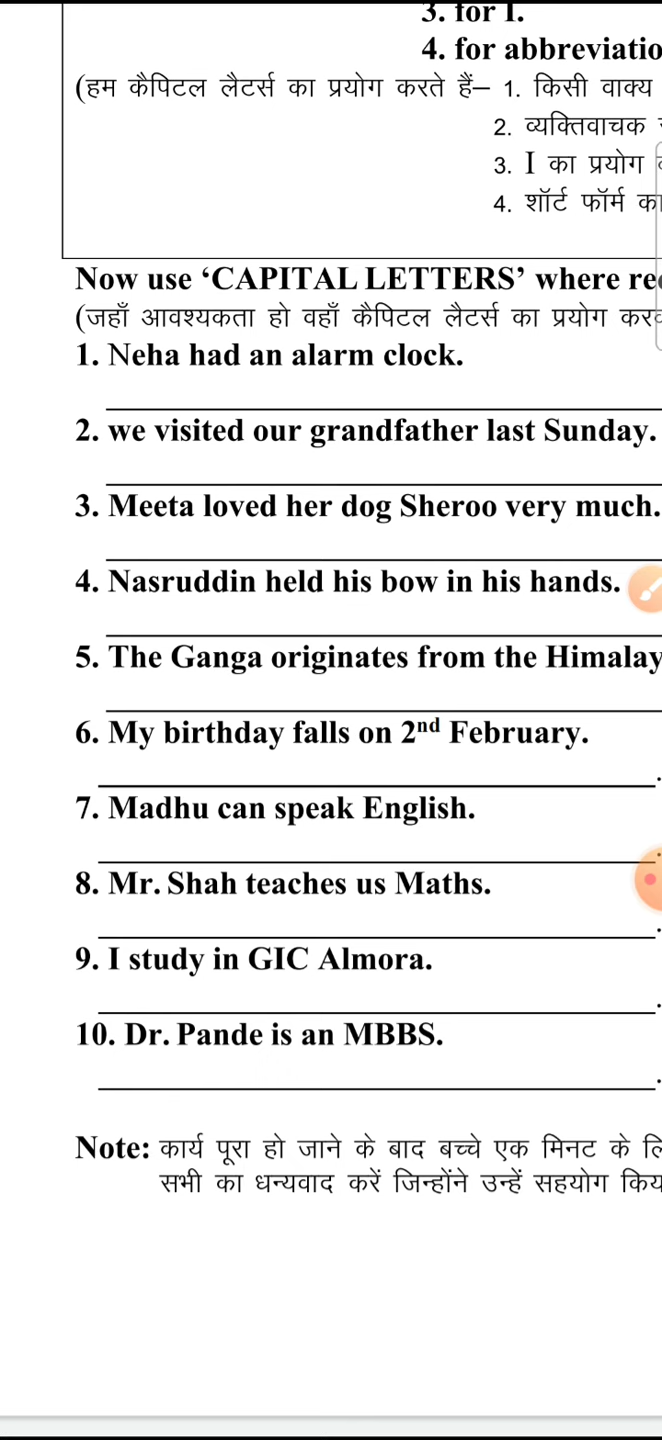 3. for I.
4. for abbreviatio
(हम कैपिटल लैटर्स का प्रयोग करते हैं– 1. किसी वाक्य
2. व्यक्तिवाचक
3. I का प्रयोग
4. शॉर्ट फॉर्म का
Now use ‘CAPITAL LETTERS’ where re
(जहाँ आवश्यकता हो वहाँ कैपिटल लैटर्स का प्रयोग कर
1. Neha had an alarm clock.
2. we visited our grandfather last Sunday.
3. Meeta loved her dog Sheroo very much.
4. Nasruddin held his bow in his hands.
5. The Ganga originates from the Himalay
6. My birthday falls on 2nd February.
7. Madhu can speak English.
8. Mr. Shah teaches us Maths.
9. I study in GIC Almora.
10. Dr. Pande is an MBBS.
Note: कार्य पूरा हो जाने के बाद बच्चे एक मिनट के लि
सभी का धन्यवाद करें जिन्होंने उन्हें सहयोग किय